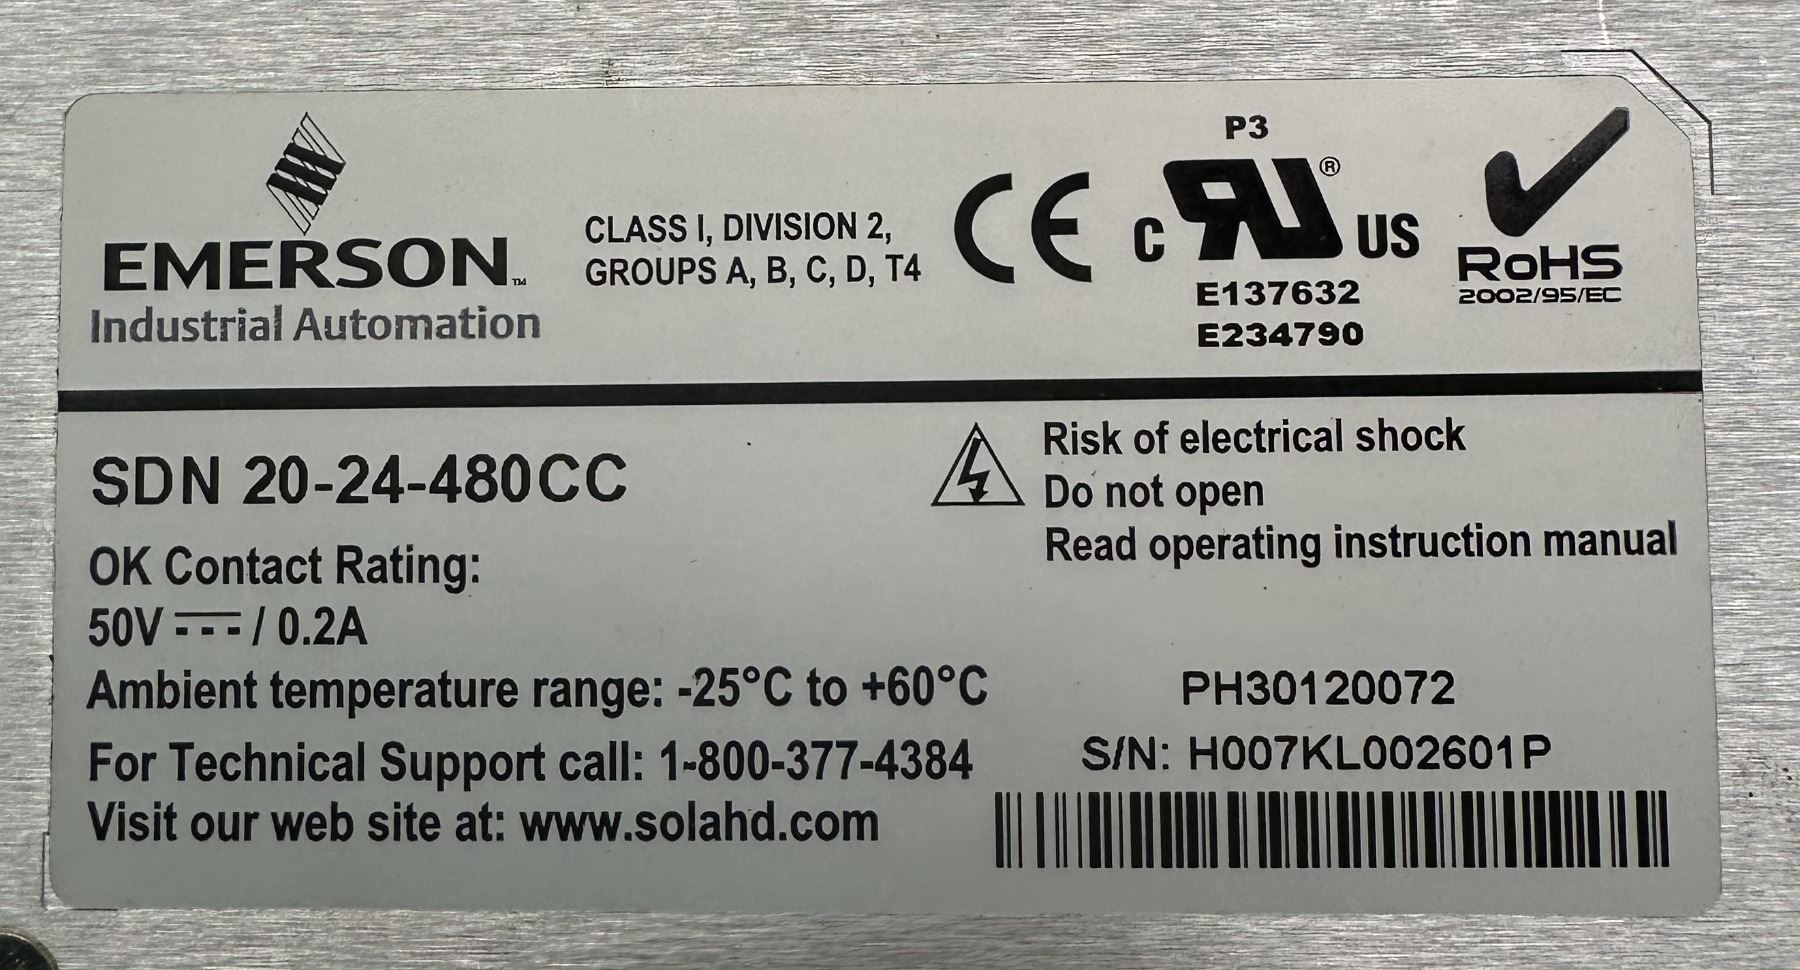 EMERSON™
Industrial Automation
CLASS I, DIVISION 2,
GROUPS A, B, C, D, T4
CE
P3
c RU® US
E137632
E234790
RoHS
2002/95/EC
SDN 20-24-480CC
OK Contact Rating:
50V ⎓ / 0.2A
Ambient temperature range: -25°C to +60°C
For Technical Support call: 1-800-377-4384
Visit our web site at: www.solahd.com
Risk of electrical shock
Do not open
Read operating instruction manual
PH30120072
S/N: H007KL002601P